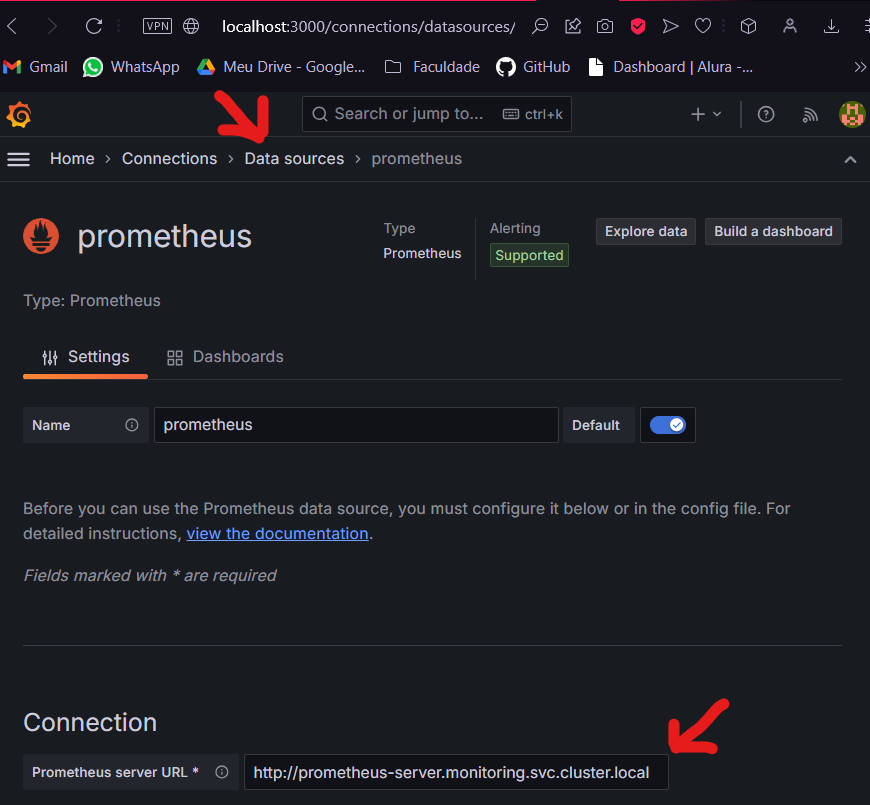 VPN localhost:3000/connections/datasources/
Gmail WhatsApp Meu Drive - Google... Faculdade GitHub Dashboard | Alura -...
Search or jump to... ctrl+k
Home › Connections › Data sources › prometheus
prometheus
Type
Prometheus
Alerting
Supported
Explore data Build a dashboard
Type: Prometheus
Settings Dashboards
Name prometheus Default
Before you can use the Prometheus data source, you must configure it below or in the config file. For
detailed instructions, view the documentation.
Fields marked with * are required
Connection
Prometheus server URL * http://prometheus-server.monitoring.svc.cluster.local